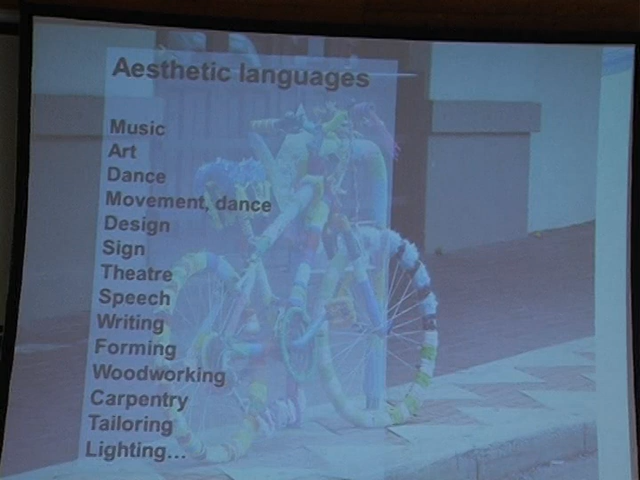 Aesthetic languages
Music
Art
Dance
Movement, dance
Design
Sign
Theatre
Speech
Writing
Forming
Woodworking
Carpentry
Tailoring
Lighting...